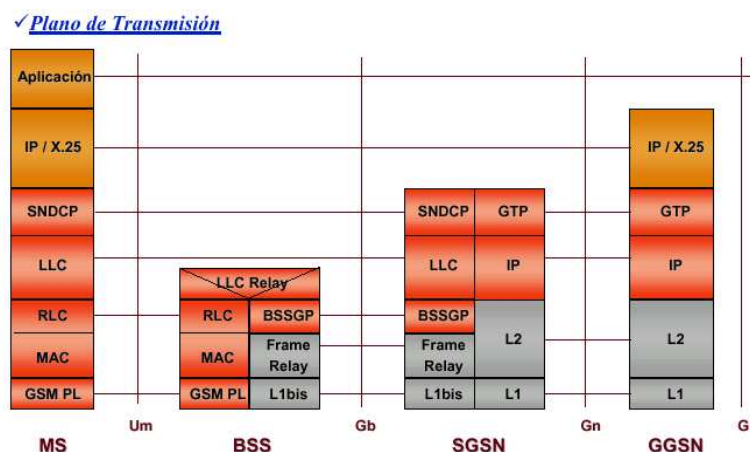 ✓Plano de Transmisión
Aplicación
IP / X.25
IP / X.25
SNDCP
SNDCP
GTP
GTP
LLC
LLC
IP
IP
LLC Relay
RLC
RLC
BSSGP
BSSGP
L2
L2
MAC
MAC
Frame
Relay
Frame
Relay
GSM PL
GSM PL
L1bis
L1bis
L1
L1
Um
Gb
Gn
G
MS
BSS
SGSN
GGSN